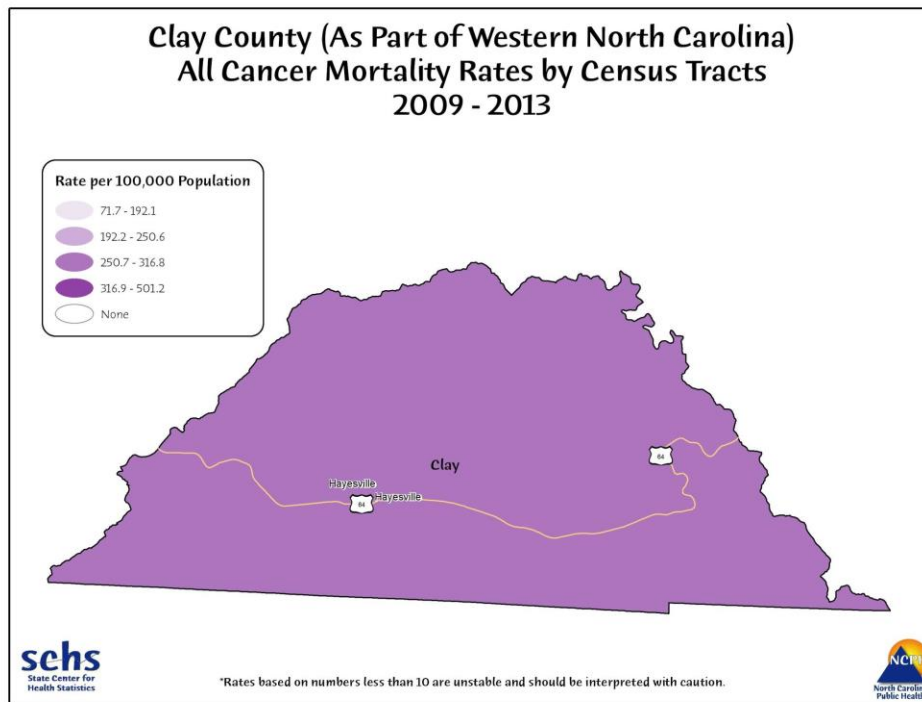 Clay County (As Part of Western North Carolina)
All Cancer Mortality Rates by Census Tracts
2009 - 2013
Rate per 100,000 Population
71.7 - 192.1
192.2 - 250.6
250.7 - 316.8
316.9 - 501.2
None
Clay
64
Hayesville
64
Hayesville
schs
State Center for
Health Statistics
*Rates based on numbers less than 10 are unstable and should be interpreted with caution.
North Carolina
Public Health